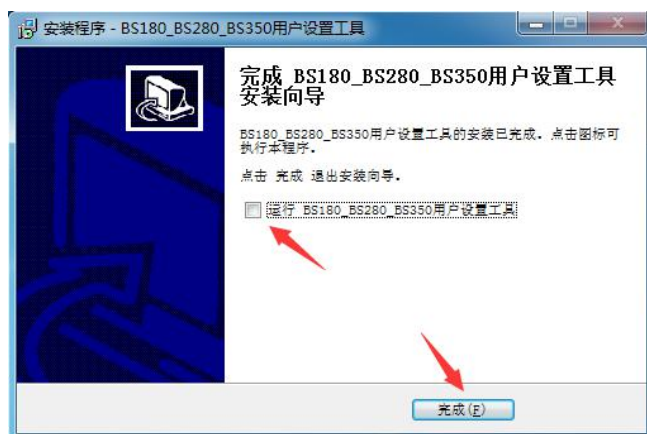 安装程序 - BS180_BS280_BS350用户设置工具
完成 BS180_BS280_BS350用户设置工具
安装向导
BS180_BS280_BS350用户设置工具的安装已完成. 点击图标可
执行本程序.
点击 完成 退出安装向导.
运行 BS180_BS280_BS350用户设置工具
完成(F)